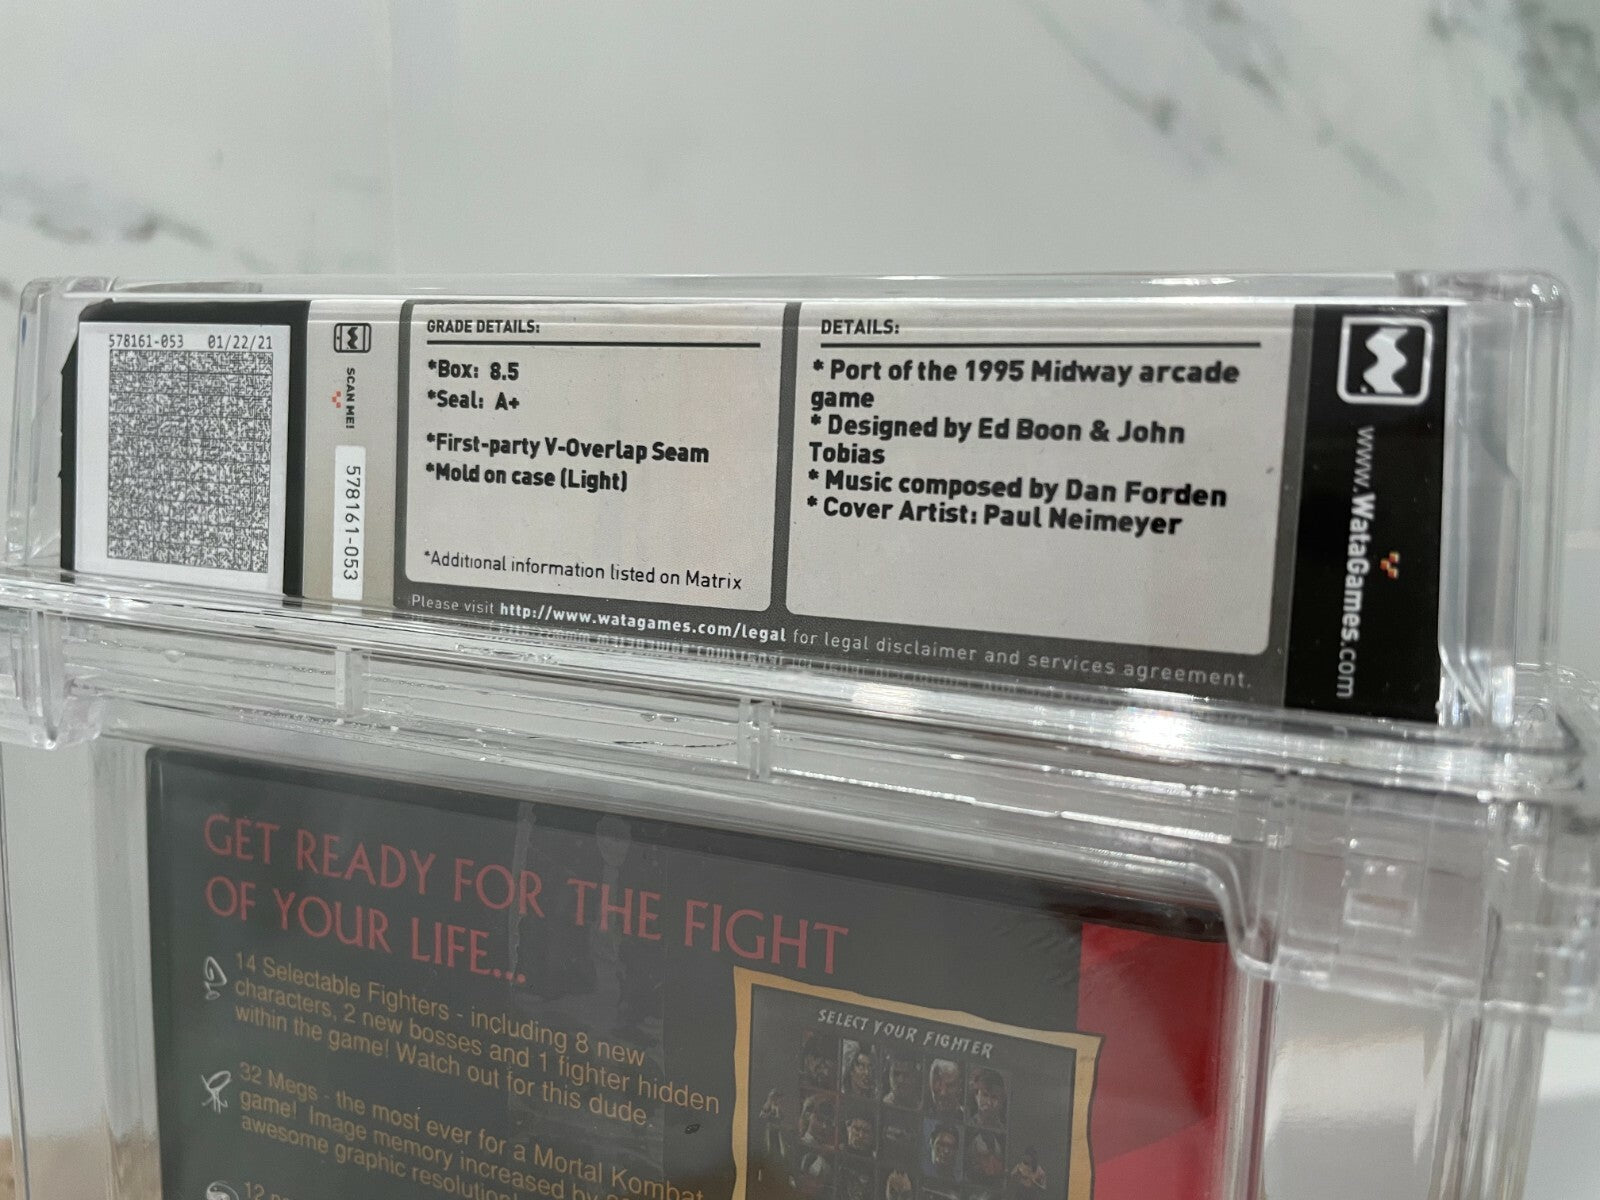 578161-053 01/22/21
SCAN ME!
578161-053
GRADE DETAILS:
*Box: 8.5
*Seal: A+
*First-party V-Overlap Seam
*Mold on case (Light)
*Additional information listed on Matrix
DETAILS:
* Port of the 1995 Midway arcade
game
* Designed by Ed Boon & John
Tobias
* Music composed by Dan Forden
* Cover Artist: Paul Neimeyer
Please visit http://www.watagames.com/legal for legal disclaimer and services agreement.
www.WataGames.com
GET READY FOR THE FIGHT
OF YOUR LIFE...
14 Selectable Fighters - including 8 new
characters, 2 new bosses and 1 fighter hidden
within the game! Watch out for this dude.
32 Megs - the most ever for a Mortal Kombat
game! Image memory increased by
awesome graphic resolution!
12
SELECT YOUR FIGHTER